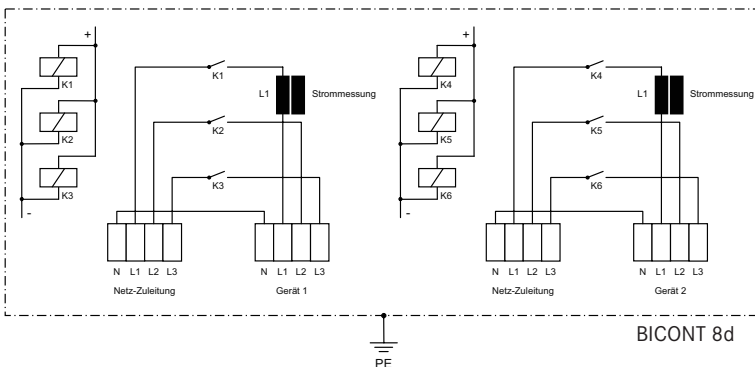 +
K1
K2
K3
-
K1
K2
K3
L1
Strommessung
N L1 L2 L3
Netz-Zuleitung
N L1 L2 L3
Gerät 1
+
K4
K5
K6
-
K4
K5
K6
L1
Strommessung
N L1 L2 L3
Netz-Zuleitung
N L1 L2 L3
Gerät 2
BICONT 8d
PE